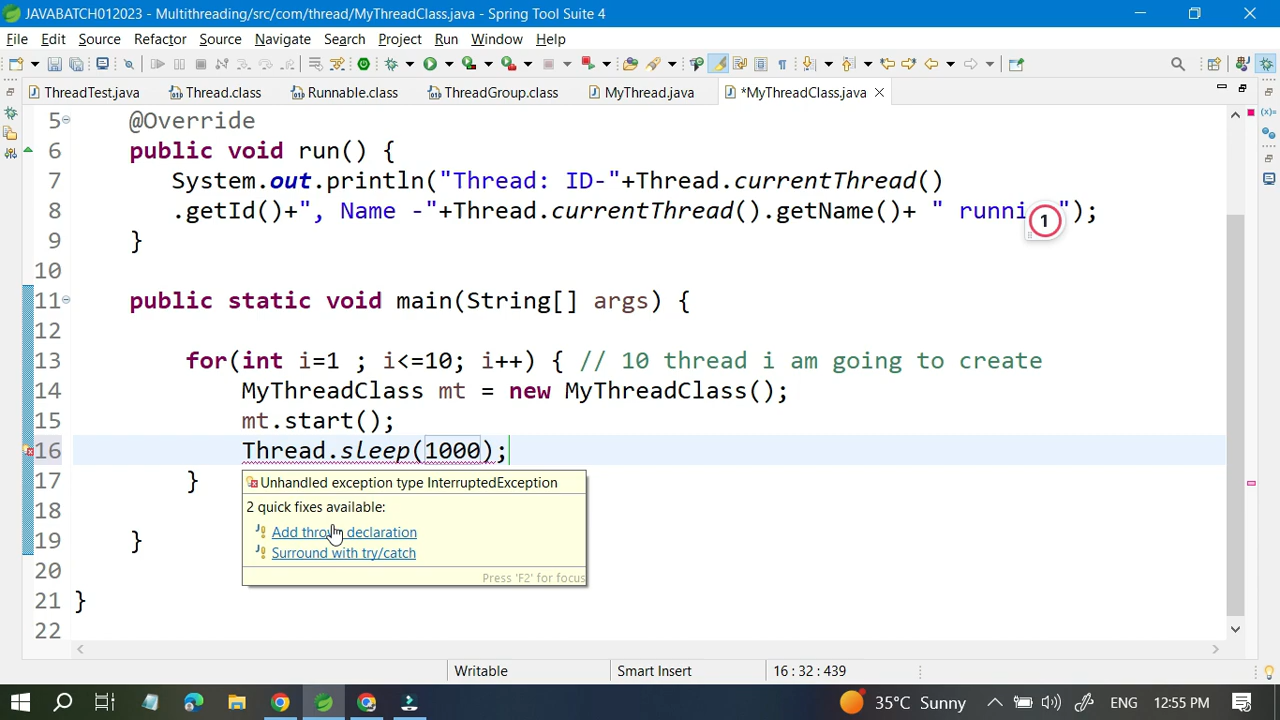 JAVABATCH012023 - Multithreading/src/com/thread/MyThreadClass.java - Spring Tool Suite 4
File Edit Source Refactor Source Navigate Search Project Run Window Help
ThreadTest.java Thread.class Runnable.class ThreadGroup.class MyThread.java *MyThreadClass.java
5 @Override
6 public void run() {
7 System.out.println("Thread: ID-"+Thread.currentThread()
8 .getId()+", Name -"+Thread.currentThread().getName()+ " runni ");
1
9 }
10
11 public static void main(String[] args) {
12
13 for(int i=1 ; i<=10; i++) { // 10 thread i am going to create
14 MyThreadClass mt = new MyThreadClass();
15 mt.start();
16 Thread.sleep(1000);
17 }
Unhandled exception type InterruptedException
2 quick fixes available:
Add throws declaration
Surround with try/catch
Press 'F2' for focus
18
19 }
20
21 }
22
Writable Smart Insert 16 : 32 : 439
35°C Sunny ENG 12:55 PM